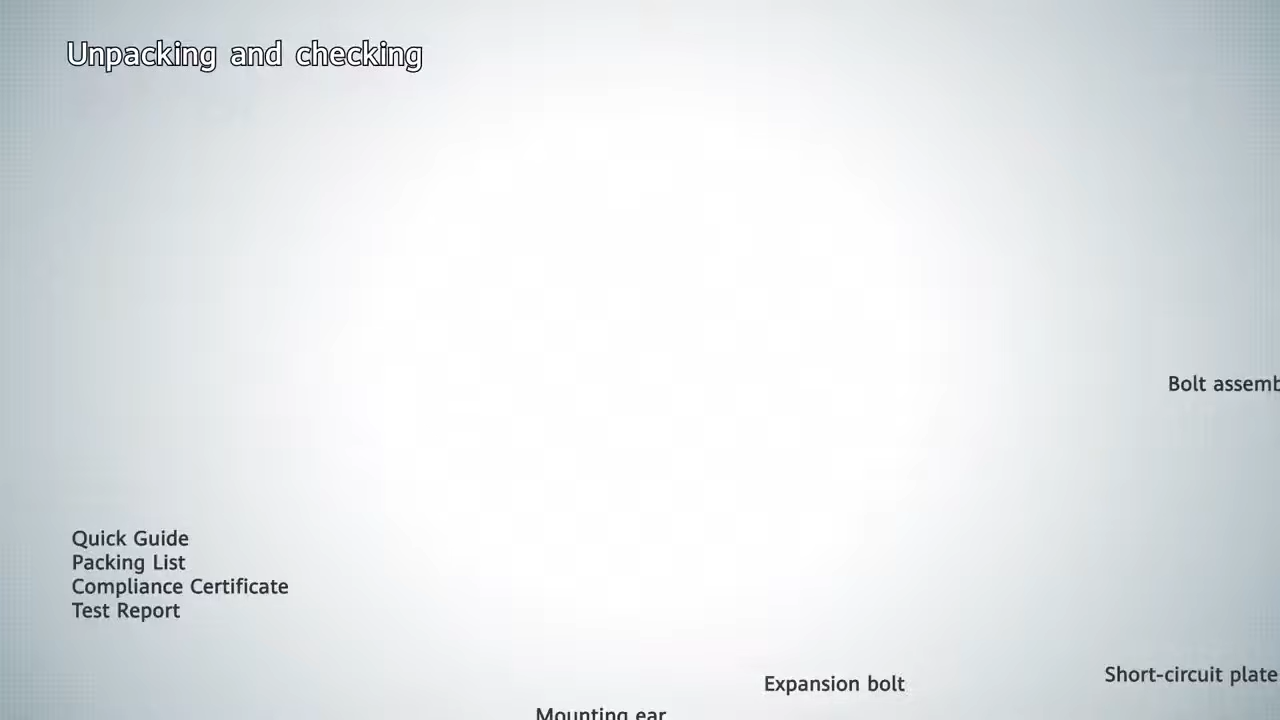 Unpacking and checking
Bolt assemb
Quick Guide
Packing List
Compliance Certificate
Test Report
Short-circuit plate
Expansion bolt
Mounting ear